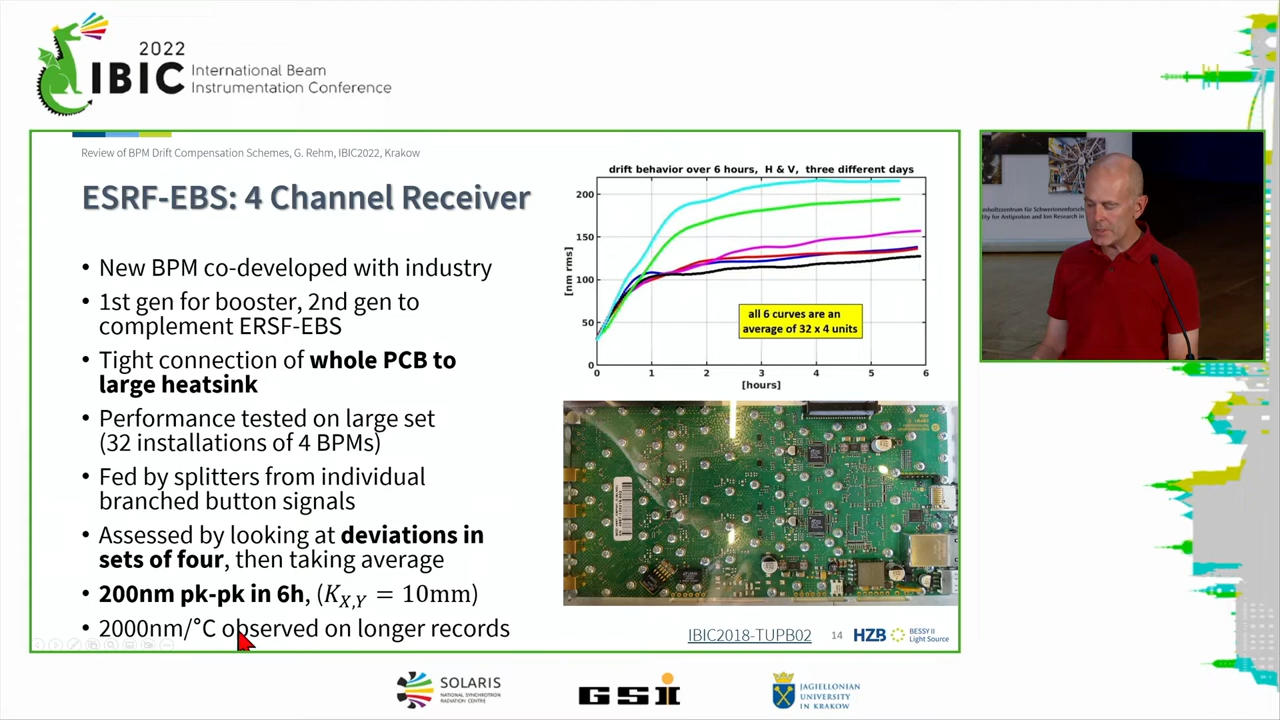 2022
IBIC
International Beam
Instrumentation Conference
Review of BPM Drift Compensation Schemes, G. Rehm, IBIC2022, Krakow
ESRF-EBS: 4 Channel Receiver
• New BPM co-developed with industry
• 1st gen for booster, 2nd gen to
complement ERSF-EBS
• Tight connection of whole PCB to
large heatsink
• Performance tested on large set
(32 installations of 4 BPMs)
• Fed by splitters from individual
branched button signals
• Assessed by looking at deviations in
sets of four, then taking average
• 200nm pk-pk in 6h, (K_{X,Y} = 10mm)
• 2000nm/°C observed on longer records
drift behavior over 6 hours, H & V, three different days
[nm rms]
200
150
100
50
0
all 6 curves are an
average of 32 x 4 units
0 1 2 3 4 5 6
[hours]
IBIC2018-TUPB02
14
HZB
BESSY II
Light Source
SOLARIS
NATIONAL SYNCHROTRON
RADIATION CENTRE
GSI
JAGIELLONIAN
UNIVERSITY
IN KRAKOW